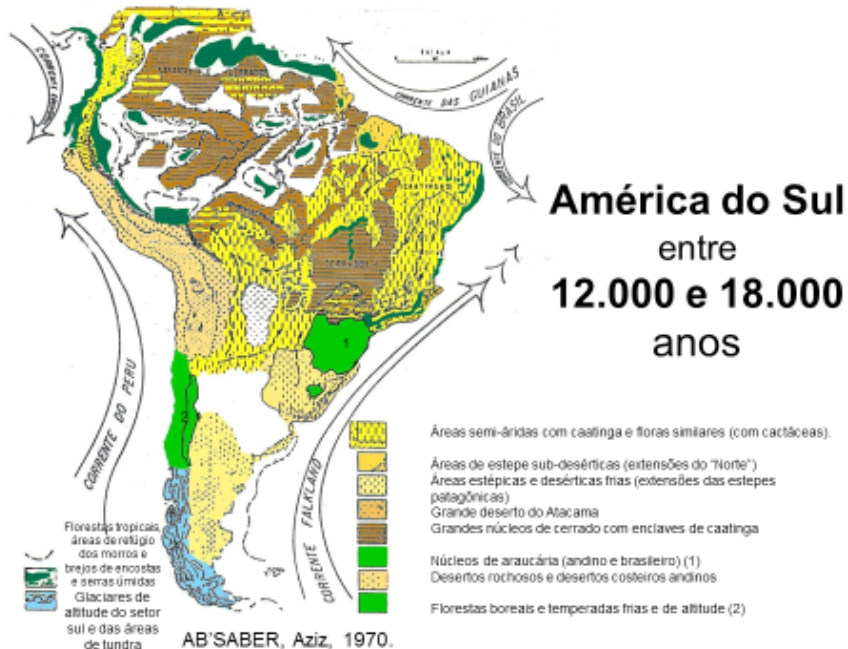 ESCALA
CORRENTE DAS GUIANAS
CORRENTE DO BRASIL
CAATINGAS
1
2
CORRENTE DO PERU
CORRENTE FALKLAND
América do Sul
entre
12.000 e 18.000
anos
Áreas semi-áridas com caatinga e floras similares (com cactáceas).
Áreas de estepe sub-desérticas (extensões do "Norte")
Áreas estépicas e desérticas frias (extensões das estepes
patagônicas)
Grande deserto do Atacama
Grandes núcleos de cerrado com enclaves de caatinga
Núcleos de araucária (andino e brasileiro) (1)
Desertos rochosos e desertos costeiros andinos
Florestas boreais e temperadas frias e de altitude (2)
Florestas tropicais,
áreas de refúgio
dos morros e
brejos de encostas
e serras úmidas
Glaciares de
altitude do setor
sul e das áreas
de tundra
AB'SABER, Aziz, 1970.